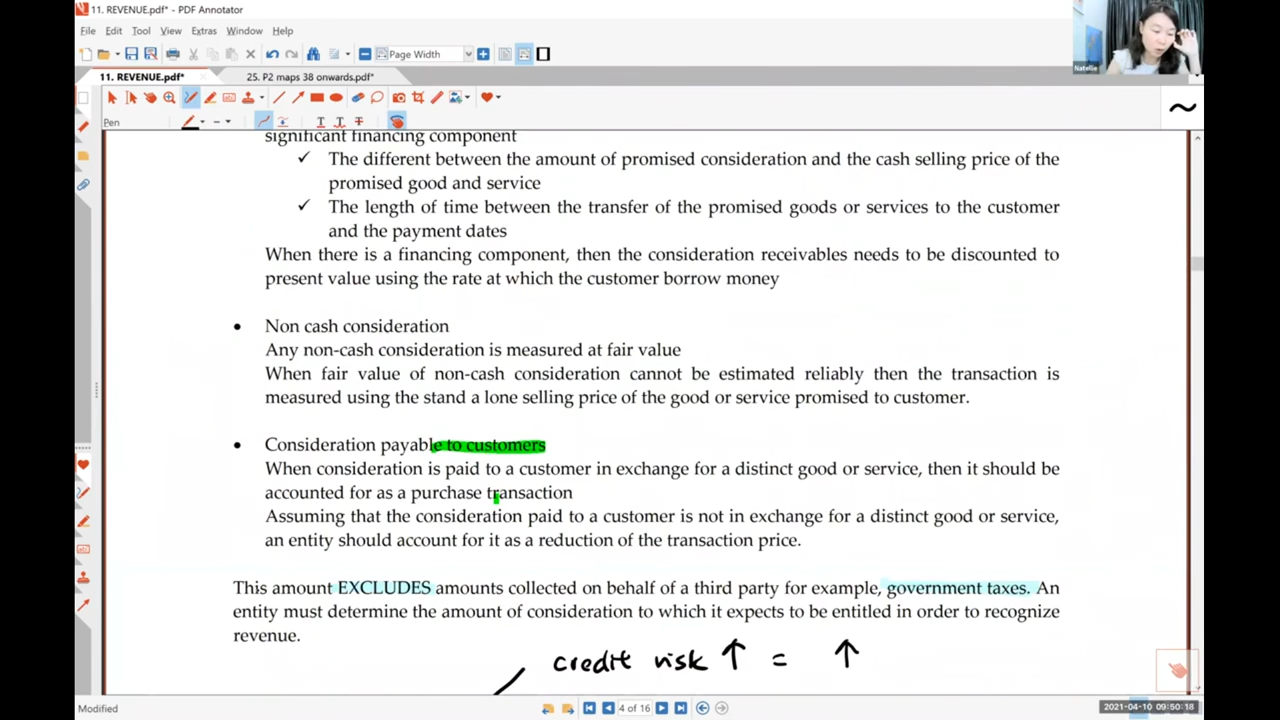 11. REVENUE.pdf* - PDF Annotator
File Edit Tool View Extras Window Help
Page Width
11. REVENUE.pdf* 25. P2 maps 38 onwards.pdf*
Pen
significant financing component
✓ The different between the amount of promised consideration and the cash selling price of the
promised good and service
✓ The length of time between the transfer of the promised goods or services to the customer
and the payment dates
When there is a financing component, then the consideration receivables needs to be discounted to
present value using the rate at which the customer borrow money
• Non cash consideration
Any non-cash consideration is measured at fair value
When fair value of non-cash consideration cannot be estimated reliably then the transaction is
measured using the stand a lone selling price of the good or service promised to customer.
• Consideration payable to customers
When consideration is paid to a customer in exchange for a distinct good or service, then it should be
accounted for as a purchase transaction
Assuming that the consideration paid to a customer is not in exchange for a distinct good or service,
an entity should account for it as a reduction of the transaction price.
This amount EXCLUDES amounts collected on behalf of a third party for example, government taxes. An
entity must determine the amount of consideration to which it expects to be entitled in order to recognize
revenue.
credit risk ↑ = ↑
4 of 16
Modified
2021-04-10 09:50:18